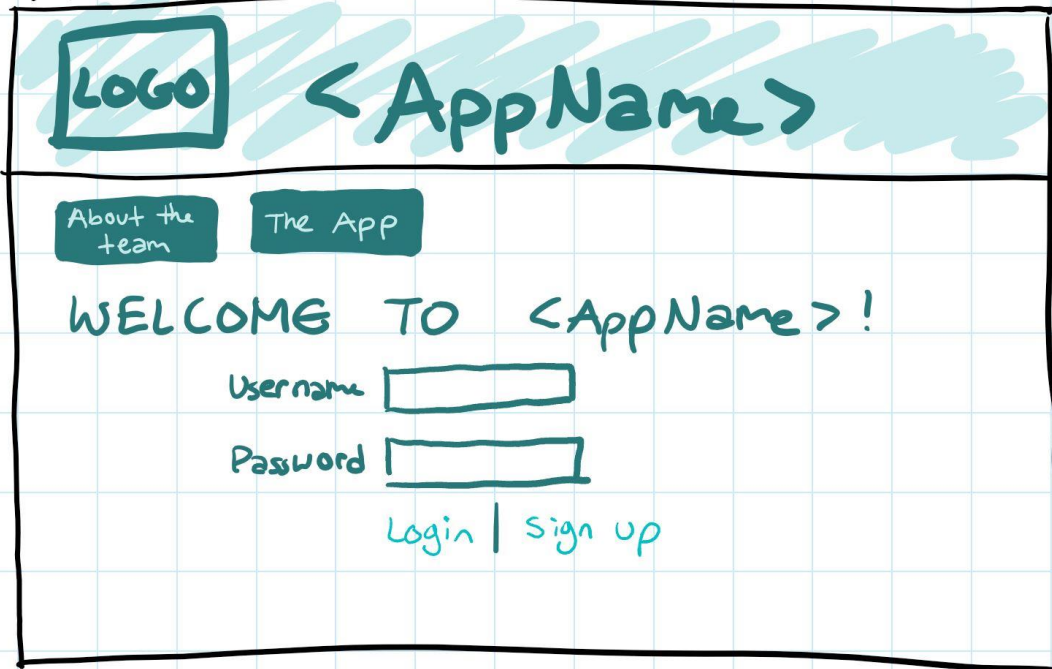 LOGO <AppName>
About the
team
The App
WELCOME TO <AppName>!
Username
Password
Login | Sign up